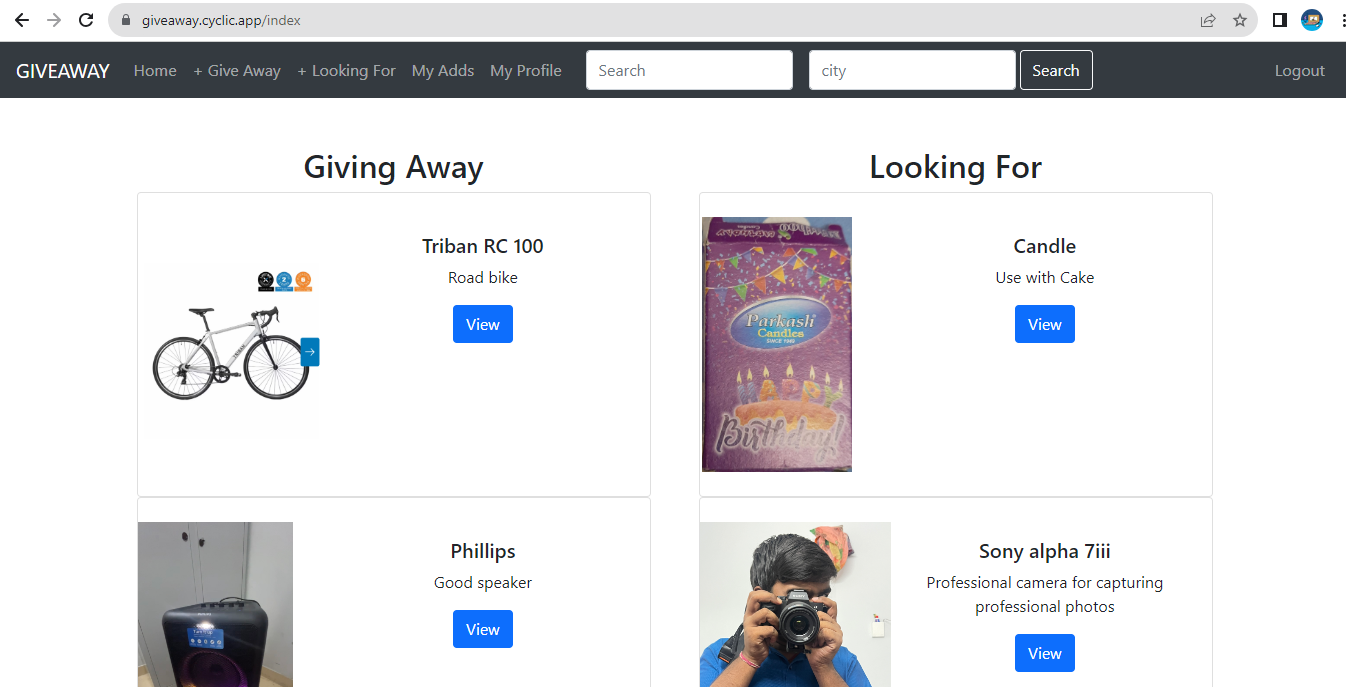 giveaway.cyclic.app/index
GIVEAWAY Home + Give Away + Looking For My Adds My Profile Search city Search Logout
Giving Away
Triban RC 100
Road bike
View
Phillips
Good speaker
View
Looking For
Parkash
Candles
SINCE 1969
HAPPY
Birthday!
Candle
Use with Cake
View
SONY
Sony alpha 7iii
Professional camera for capturing
professional photos
View